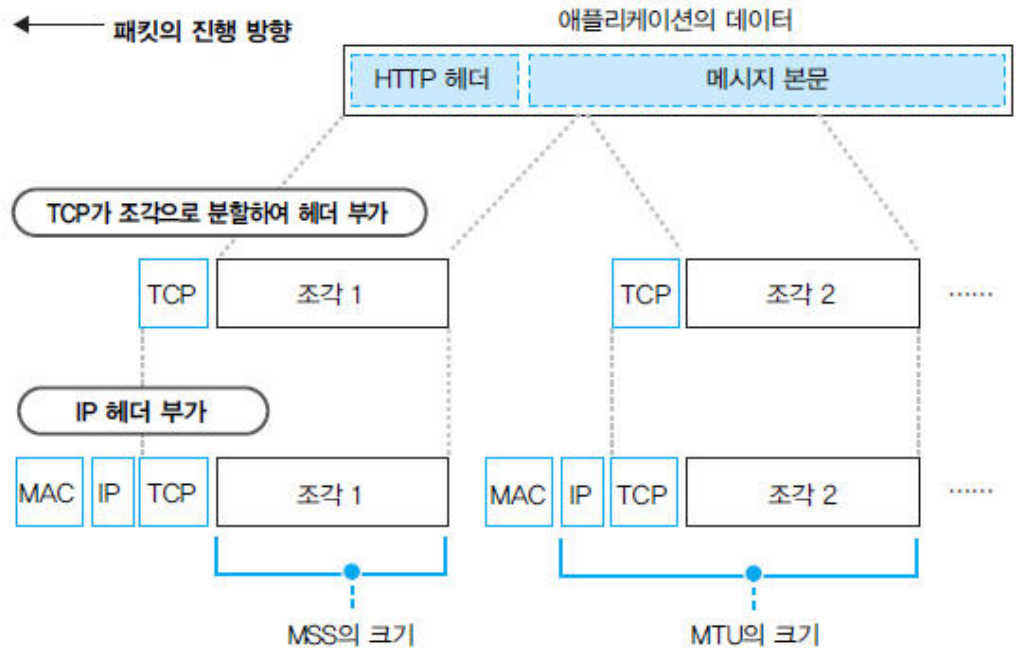 패킷의 진행 방향
애플리케이션의 데이터
HTTP 헤더
메시지 본문
TCP가 조각으로 분할하여 헤더 부가
TCP
조각 1
TCP
조각 2
······
IP 헤더 부가
MAC
IP
TCP
조각 1
MAC
IP
TCP
조각 2
······
MSS의 크기
MTU의 크기